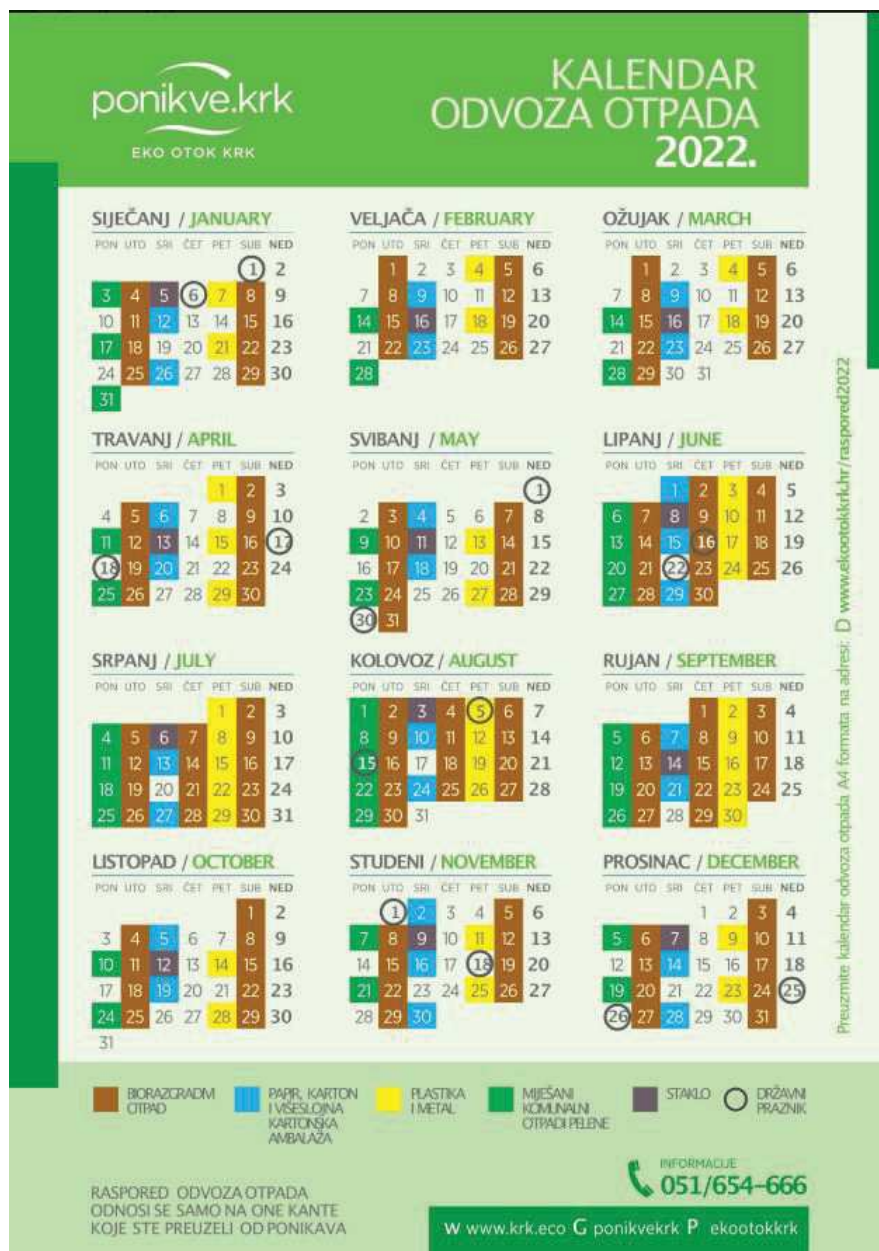 ponikve.krk
EKO OTOK KRK
KALENDAR
ODVOZA OTPADA
2022.
SIJEČANJ / JANUARY
PON UTO SRI ČET PET SUB NED
1 2
3 4 5 6 7 8 9
10 11 12 13 14 15 16
17 18 19 20 21 22 23
24 25 26 27 28 29 30
31
VELJAČA / FEBRUARY
PON UTO SRI ČET PET SUB NED
1 2 3 4 5 6
7 8 9 10 11 12 13
14 15 16 17 18 19 20
21 22 23 24 25 26 27
28
OŽUJAK / MARCH
PON UTO SRI ČET PET SUB NED
1 2 3 4 5 6
7 8 9 10 11 12 13
14 15 16 17 18 19 20
21 22 23 24 25 26 27
28 29 30 31
TRAVANJ / APRIL
PON UTO SRI ČET PET SUB NED
1 2 3
4 5 6 7 8 9 10
11 12 13 14 15 16 17
18 19 20 21 22 23 24
25 26 27 28 29 30
SVIBANJ / MAY
PON UTO SRI ČET PET SUB NED
1
2 3 4 5 6 7 8
9 10 11 12 13 14 15
16 17 18 19 20 21 22
23 24 25 26 27 28 29
30 31
LIPANJ / JUNE
PON UTO SRI ČET PET SUB NED
1 2 3 4 5
6 7 8 9 10 11 12
13 14 15 16 17 18 19
20 21 22 23 24 25 26
27 28 29 30
SRPANJ / JULY
PON UTO SRI ČET PET SUB NED
1 2 3
4 5 6 7 8 9 10
11 12 13 14 15 16 17
18 19 20 21 22 23 24
25 26 27 28 29 30 31
KOLOVOZ / AUGUST
PON UTO SRI ČET PET SUB NED
1 2 3 4 5 6 7
8 9 10 11 12 13 14
15 16 17 18 19 20 21
22 23 24 25 26 27 28
29 30 31
RUJAN / SEPTEMBER
PON UTO SRI ČET PET SUB NED
1 2 3 4
5 6 7 8 9 10 11
12 13 14 15 16 17 18
19 20 21 22 23 24 25
26 27 28 29 30
LISTOPAD / OCTOBER
PON UTO SRI ČET PET SUB NED
1 2
3 4 5 6 7 8 9
10 11 12 13 14 15 16
17 18 19 20 21 22 23
24 25 26 27 28 29 30
31
STUDENI / NOVEMBER
PON UTO SRI ČET PET SUB NED
1 2 3 4 5 6
7 8 9 10 11 12 13
14 15 16 17 18 19 20
21 22 23 24 25 26 27
28 29 30
PROSINAC / DECEMBER
PON UTO SRI ČET PET SUB NED
1 2 3 4
5 6 7 8 9 10 11
12 13 14 15 16 17 18
19 20 21 22 23 24 25
26 27 28 29 30 31
Preuzmite kalendar odvoza otpada A4 formata na adresi: D www.ekootokkrk.hr/raspored2022
BIORAZGRADIVI
OTPAD
PAPIR, KARTON
I VIŠESLOJNA
KARTONSKA
AMBALAŽA
PLASTIKA
I METAL
MIJEŠANI
KOMUNALNI
OTPAD I PELENE
STAKLO
DRŽAVNI
PRAZNIK
RASPORED ODVOZA OTPADA
ODNOSI SE SAMO NA ONE KANTE
KOJE STE PREUZELI OD PONIKAVA
INFORMACIJE
051/654-666
W www.krk.eco G ponikvekrk P ekootokkrk